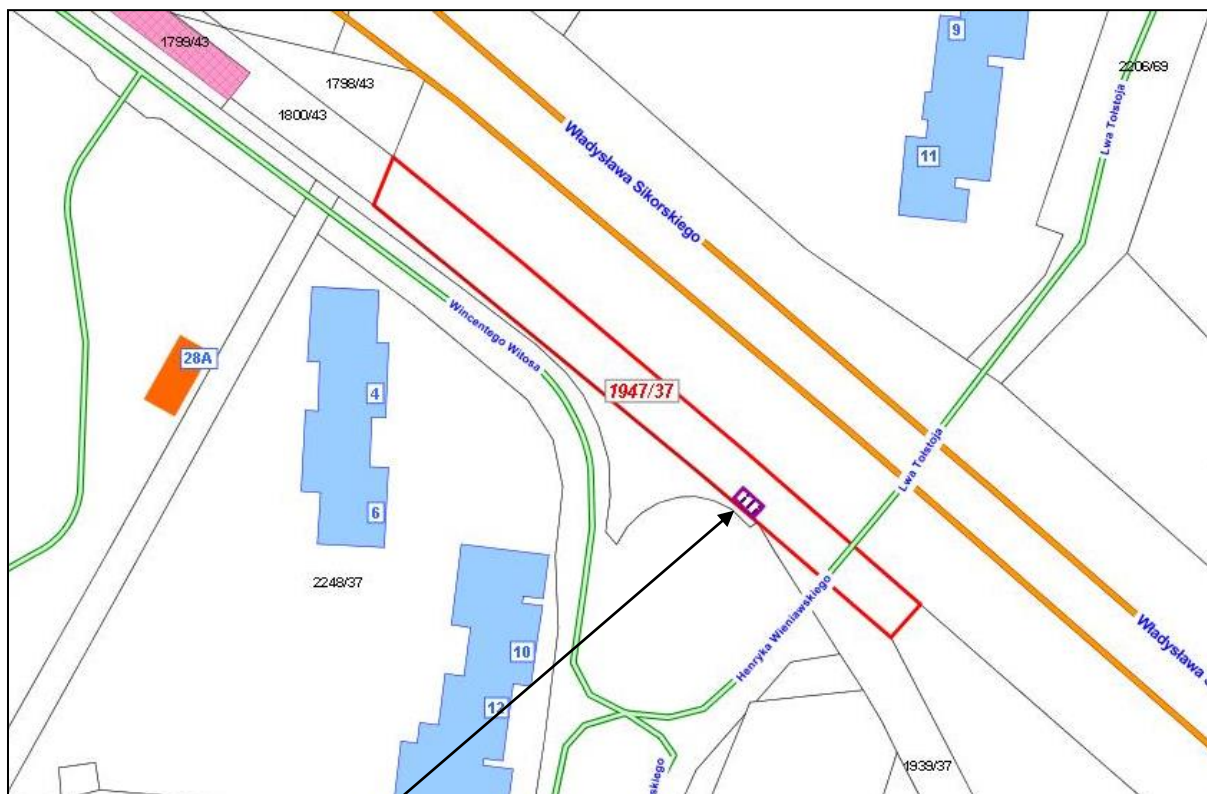 1799/43
9
1798/43
2206/69
1800/43
Władysława Sikorskiego
Lwa Tołstoja
11
Wincentego Witosa
28A
4
1947/37
Lwa Tołstoja
6
2248/37
Henryka Wieniawskiego
10
Władysława S
12
skiego
1939/37